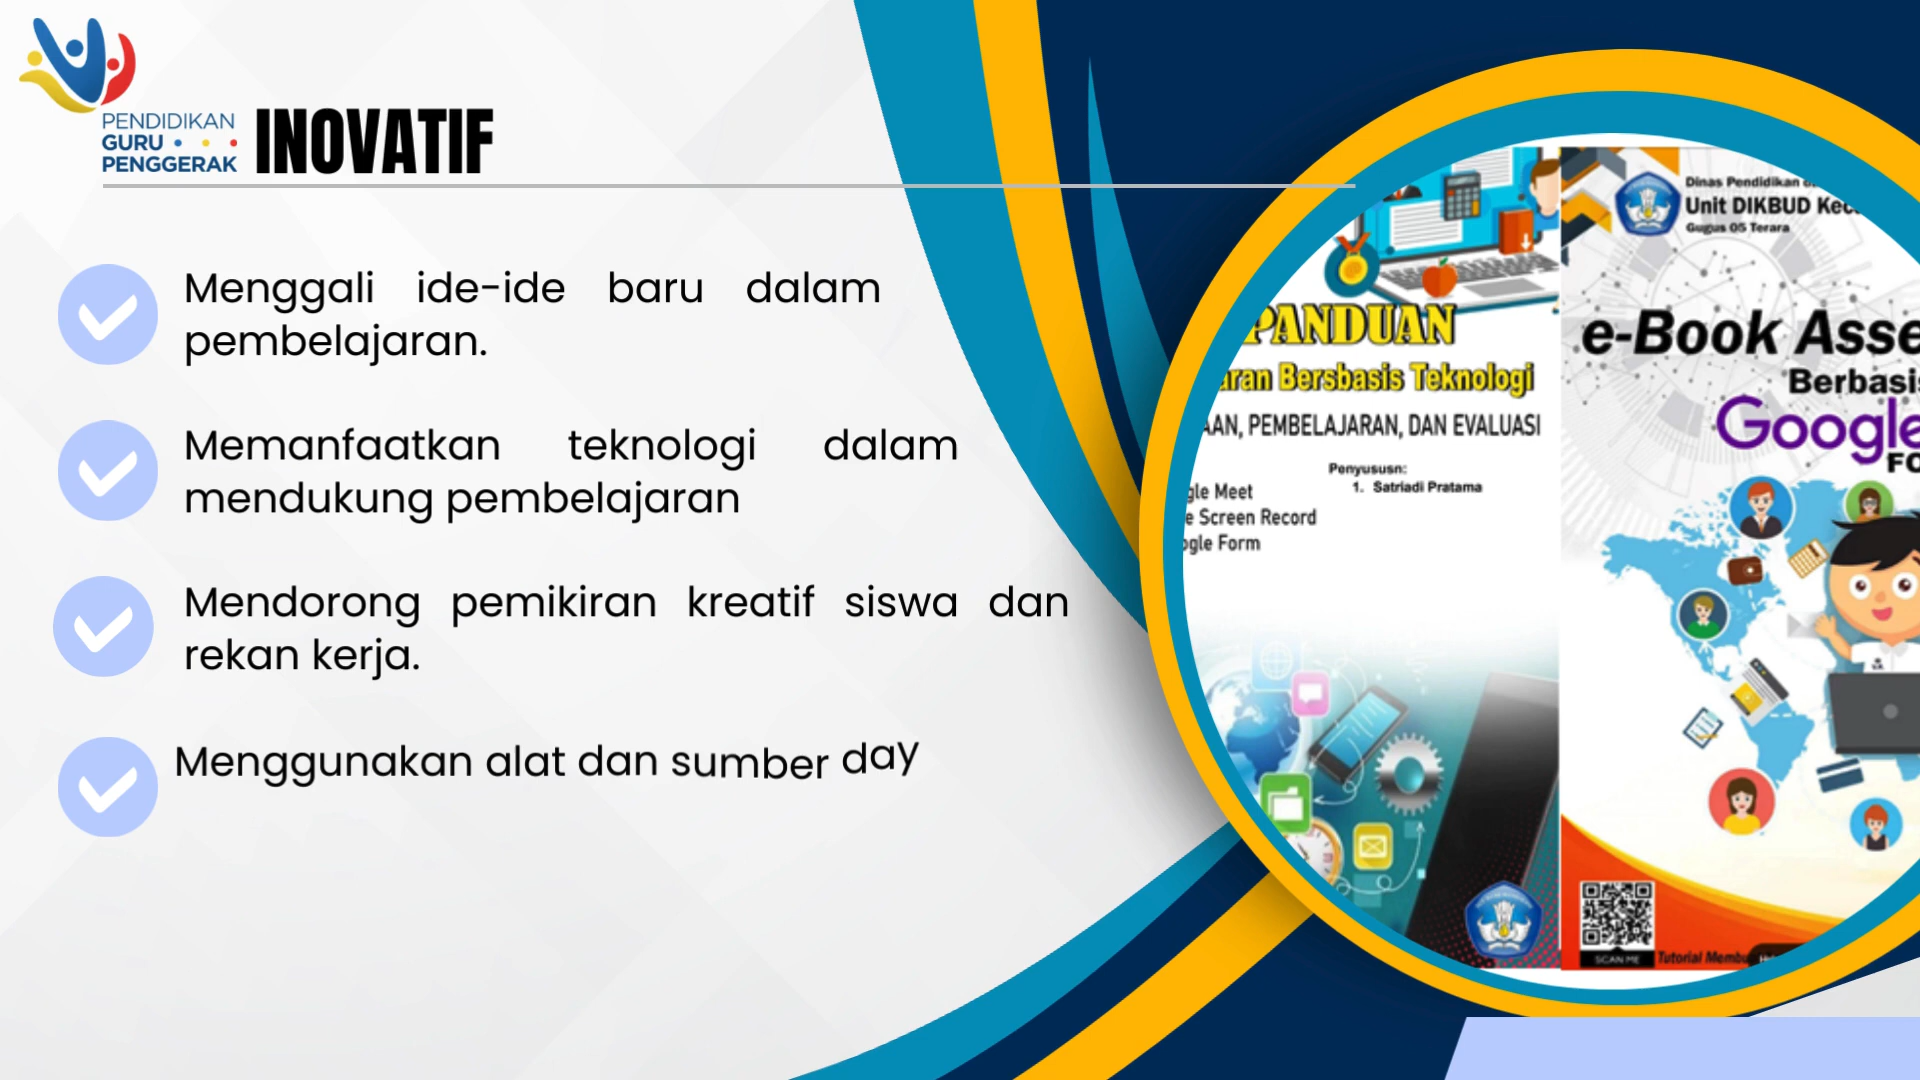 PENDIDIKAN
GURU
PENGGERAK
INOVATIF
Menggali ide-ide baru dalam
pembelajaran.
Memanfaatkan teknologi dalam
mendukung pembelajaran
Mendorong pemikiran kreatif siswa dan
rekan kerja.
Menggunakan alat dan sumber day
PANDUAN
aran Bersbasis Teknologi
AAN, PEMBELAJARAN, DAN EVALUASI
Penyususn:
1. Satriadi Pratama
gle Meet
e Screen Record
ogle Form
Dinas Pendidikan
Unit DIKBUD Kec
Gugus 05 Terara
e-Book Asse
Berbasis
Google
FO
SCAN ME
Tutorial Membu